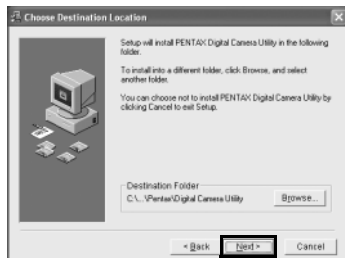 Choose Destination Location
Setup will install PENTAX Digital Camera Utility in the following
folder.
To install into a different folder, click Browse, and select
another folder.
You can choose not to install PENTAX Digital Camera Utility by
clicking Cancel to exit Setup.
Destination Folder
C:\...\Pentax\Digital Camera Utility
Browse...
< Back
Next >
Cancel